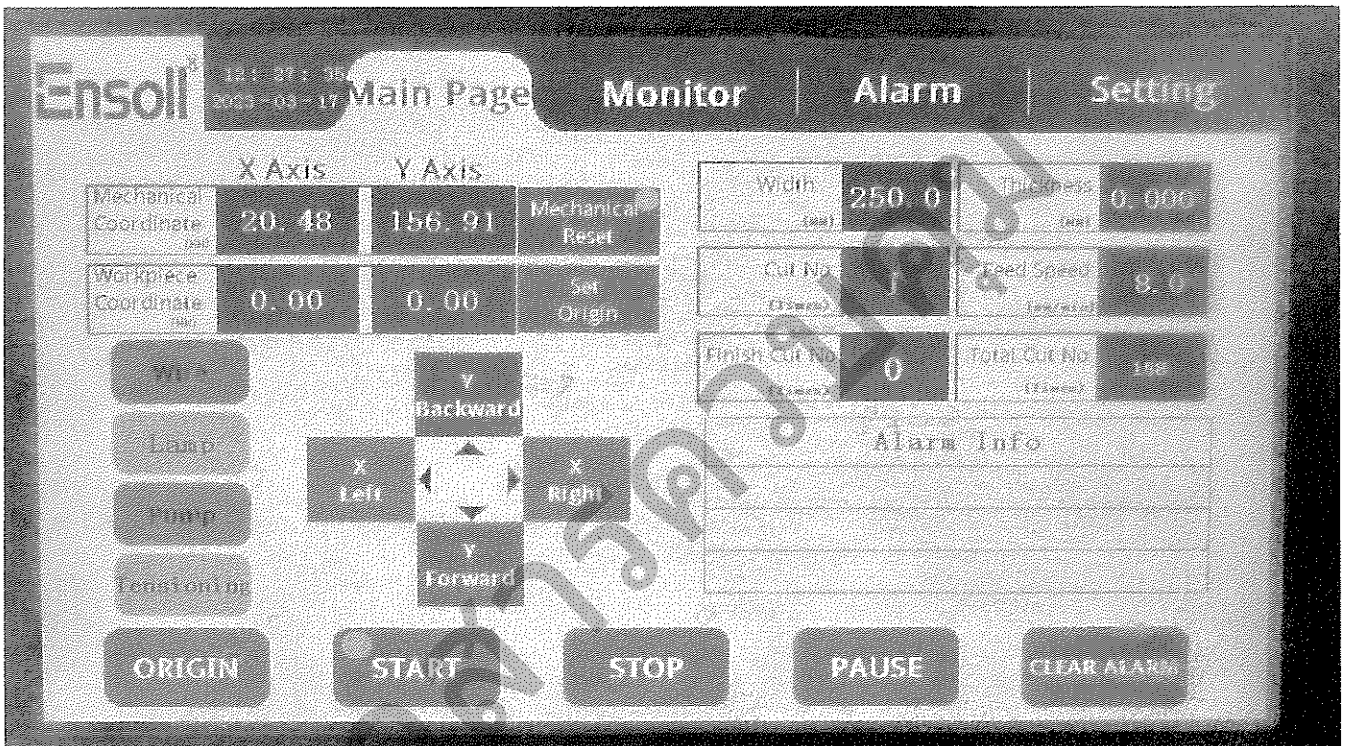 Ensoll
2023-03-17
Main Page
Monitor
Alarm
Setting
X Axis
Y Axis
Mechanical
Coordinate
20.48
156.91
Mechanical
Reset
Workpiece
Coordinate
0.00
0.00
Set
Origin
Width
250.0
Thickness
0.000
Cut No
1
Feed Speed
8.0
Finish Cut No
0
Total Cut No
Lamp
Pump
Tensioning
Y
Backward
X
Left
X
Right
Y
Forward
Alarm Info
ORIGIN
START
STOP
PAUSE
CLEAR ALARM